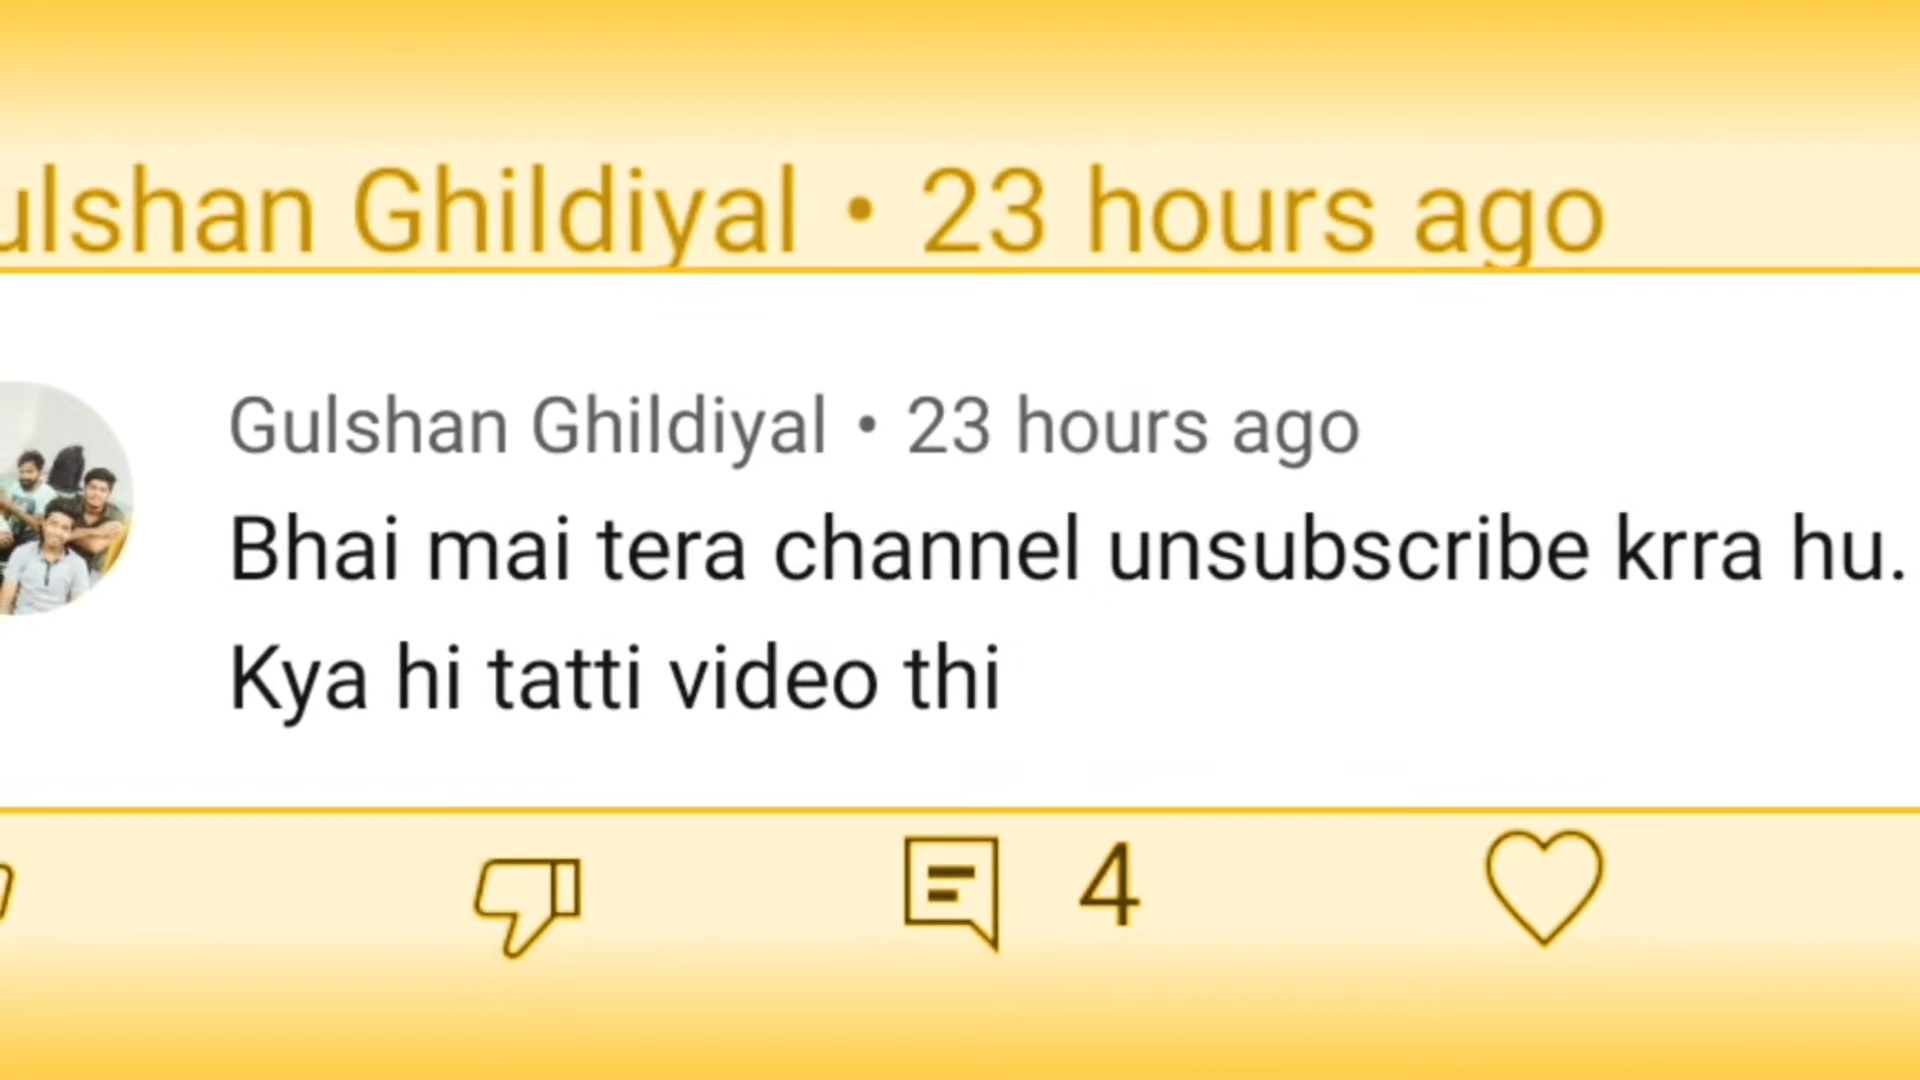 ulshan Ghildiyal • 23 hours ago
Gulshan Ghildiyal • 23 hours ago
Bhai mai tera channel unsubscribe krra hu.
Kya hi tatti video thi
4